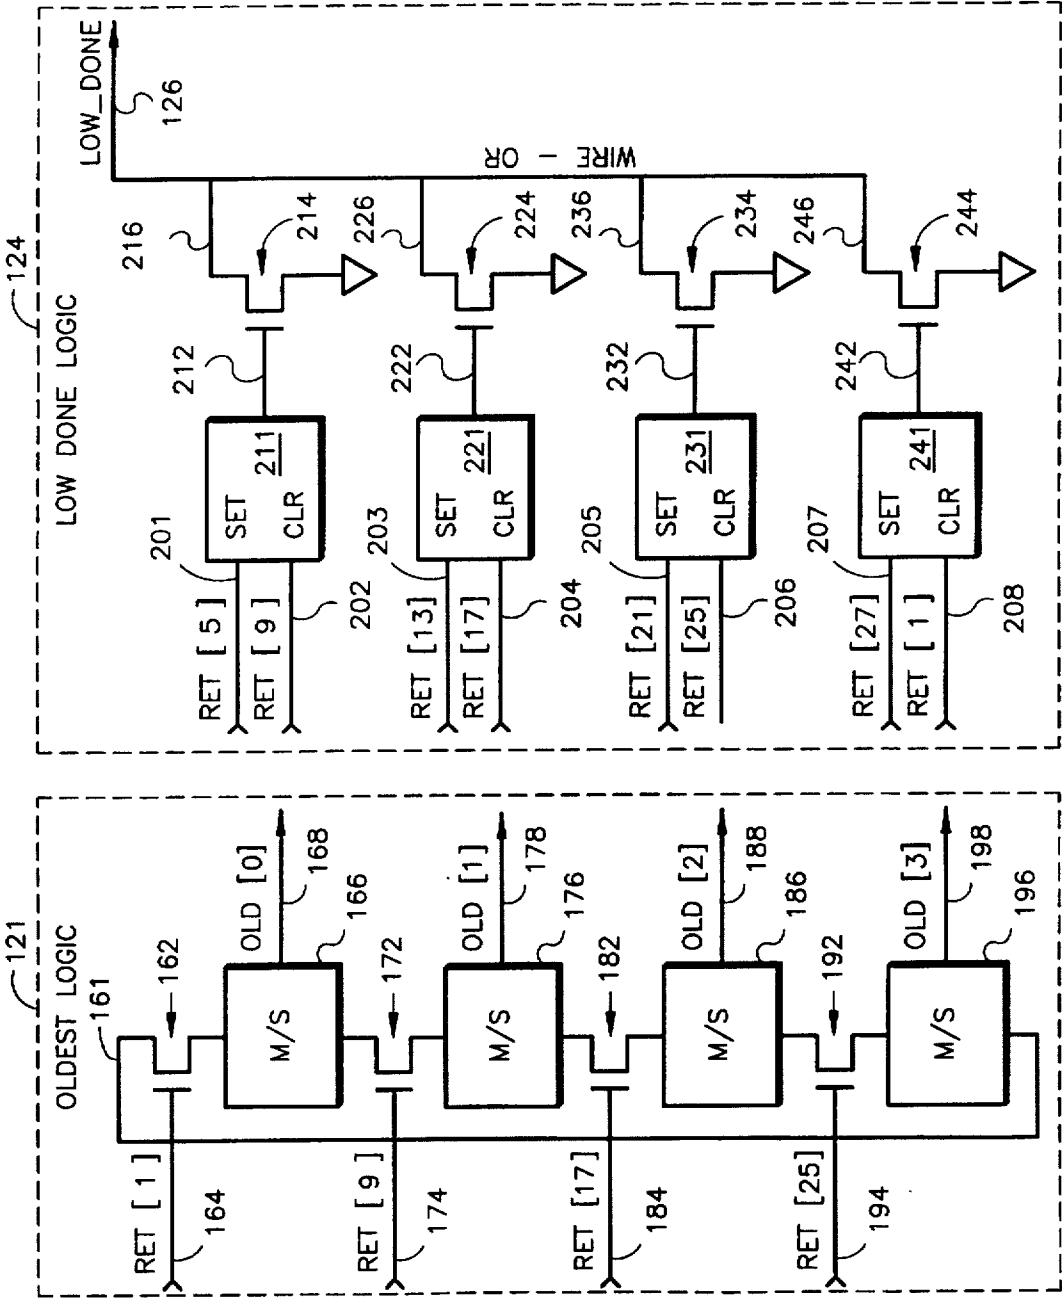 124
LOW DONE LOGIC
LOW_DONE
126
WIRE - OR
RET [ 5 ]
201
RET [ 9 ]
202
SET
CLR
211
212
214
216
RET [13]
203
RET [17]
204
SET
CLR
221
222
224
226
RET [21]
205
RET [25]
206
SET
CLR
231
232
234
236
RET [27]
207
RET [ 1 ]
208
SET
CLR
241
242
244
246
121
OLDEST LOGIC
161
162
RET [ 1 ]
164
M/S
166
OLD [0]
168
172
RET [9]
174
M/S
176
OLD [1]
178
182
RET [17]
184
M/S
186
OLD [2]
188
192
RET [25]
194
M/S
196
OLD [3]
198